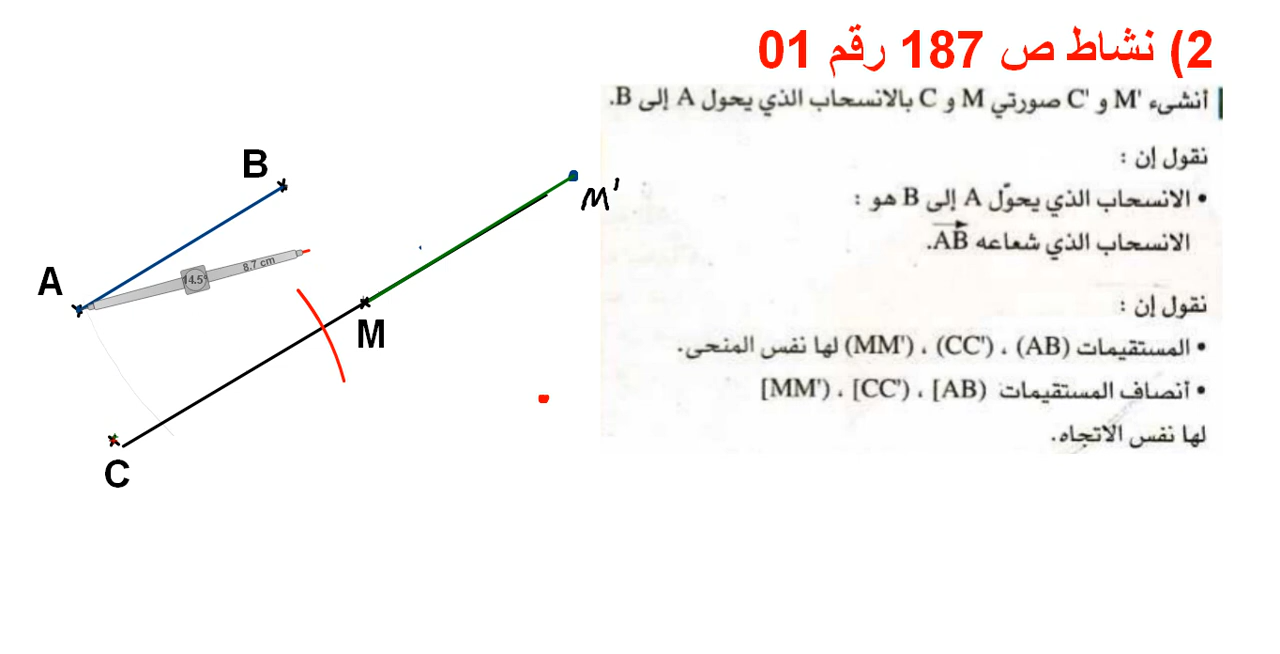 2) نشاط ص 187 رقم 01
أنشىء 'M و 'C صورتي M و C بالانسحاب الذي يحول A إلى B.
نقول إن :
• الانسحاب الذي يحوّل A إلى B هو :
الانسحاب الذي شعاعه AB.
نقول إن :
• المستقيمات (AB) ، (CC') ، (MM') لها نفس المنحى.
• أنصاف المستقيمات [AB) ، [CC') ، [MM')
لها نفس الاتجاه.
B
M'
A
8.7 cm
14.5°
M
C